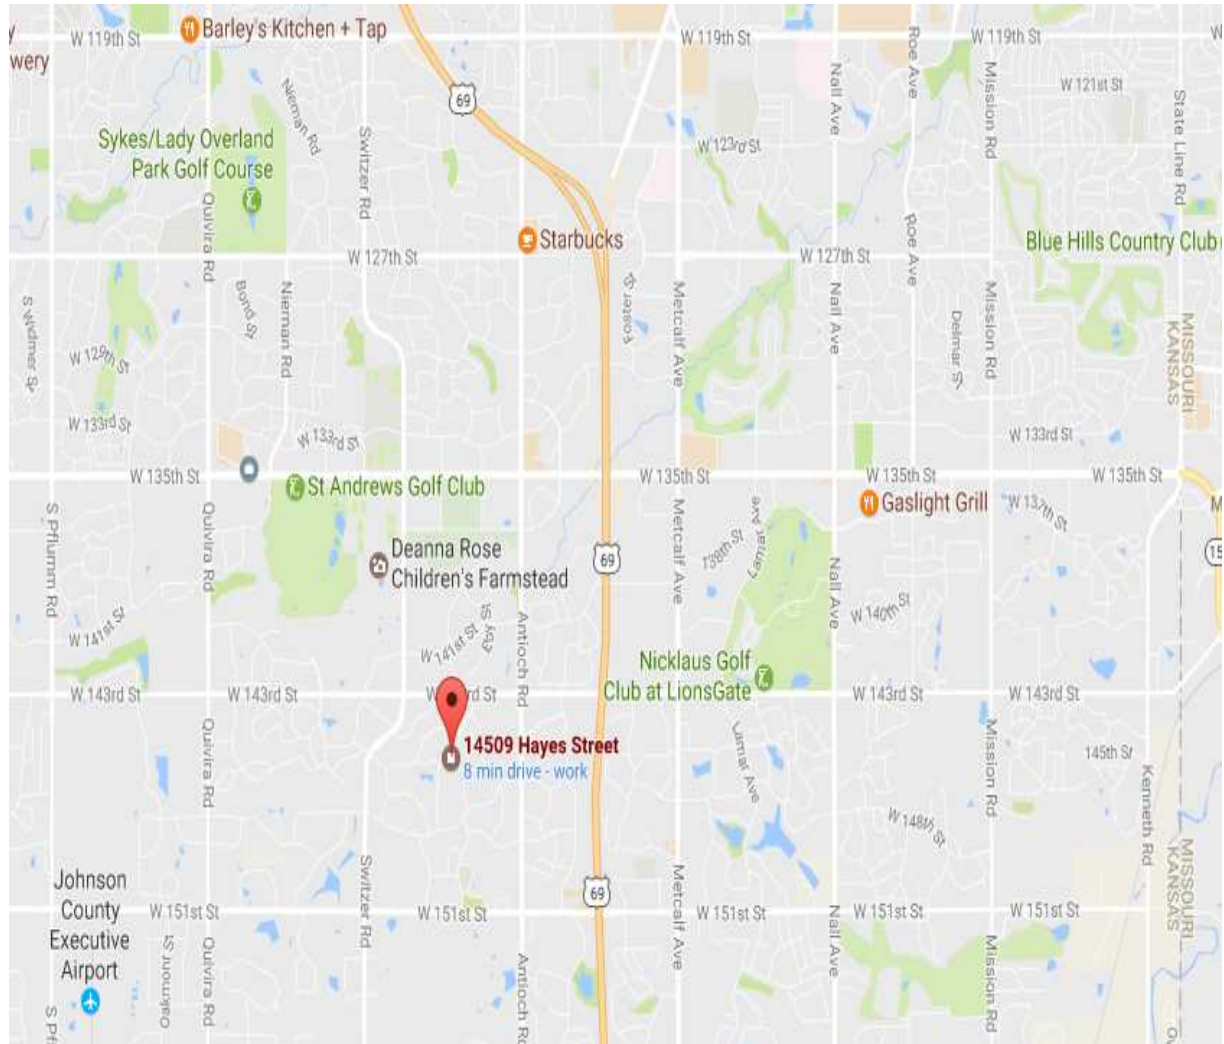 y
wery
W 119th St
Barley's Kitchen + Tap
69
W 119th St
Roe Ave
W 119th St
W
Nieman Rd
Nall Ave
Mission Rd
W 121st St
State Line Rd
Sykes/Lady Overland
Park Golf Course
Switzer Rd
W 123rd St
Quivira Rd
Starbucks
Roe Ave
Blue Hills Country Club
W 127th St
W 127th St
S Widmer St
Bond St
Nieman Rd
Foster St
Metcalf Ave
Nall Ave
Delmar St
Mission Rd
MISSOURI
KANSAS
W 129th St
W 133rd St
W 133rd St
W 133rd St
W 135th St
W 135th St
W 135th St
W 135th St
St Andrews Golf Club
Gaslight Grill
W 137th St
M
S Pflumm Rd
Quivira Rd
Metcalf Ave
138th St
Lamar Ave
Nall Ave
15
Deanna Rose
Children's Farmstead
69
W 141st St
W 141st St
Antioch Rd
W 140th St
Nicklaus Golf
Club at LionsGate
W 143rd St
W 143rd St
rd St
W 143rd St
W 143rd St
14509 Hayes Street
8 min drive - work
Quivira Rd
Lamar Ave
Mission Rd
145th St
Kenneth Rd
W 148th St
Switzer Rd
Metcalf Ave
MISSOURI
KANSAS
69
Johnson
County
Executive
Airport
W 151st St
W 151st St
W 151st St
W 151st St
W 151st St
Nall Ave
Oakmont St
Quivira Rd
Antioch Rd
Mission Rd
S Pfl